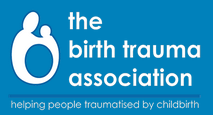 the
birth trauma
association
helping people traumatised by childbirth